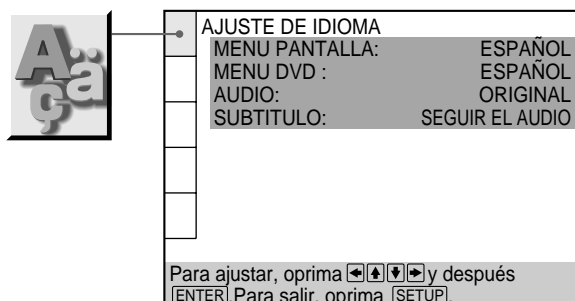 Aäç
AJUSTE DE IDIOMA
MENU PANTALLA: ESPAÑOL
MENU DVD : ESPAÑOL
AUDIO: ORIGINAL
SUBTITULO: SEGUIR EL AUDIO
Para ajustar, oprima ←↑↓→ y después
ENTER. Para salir, oprima SETUP.